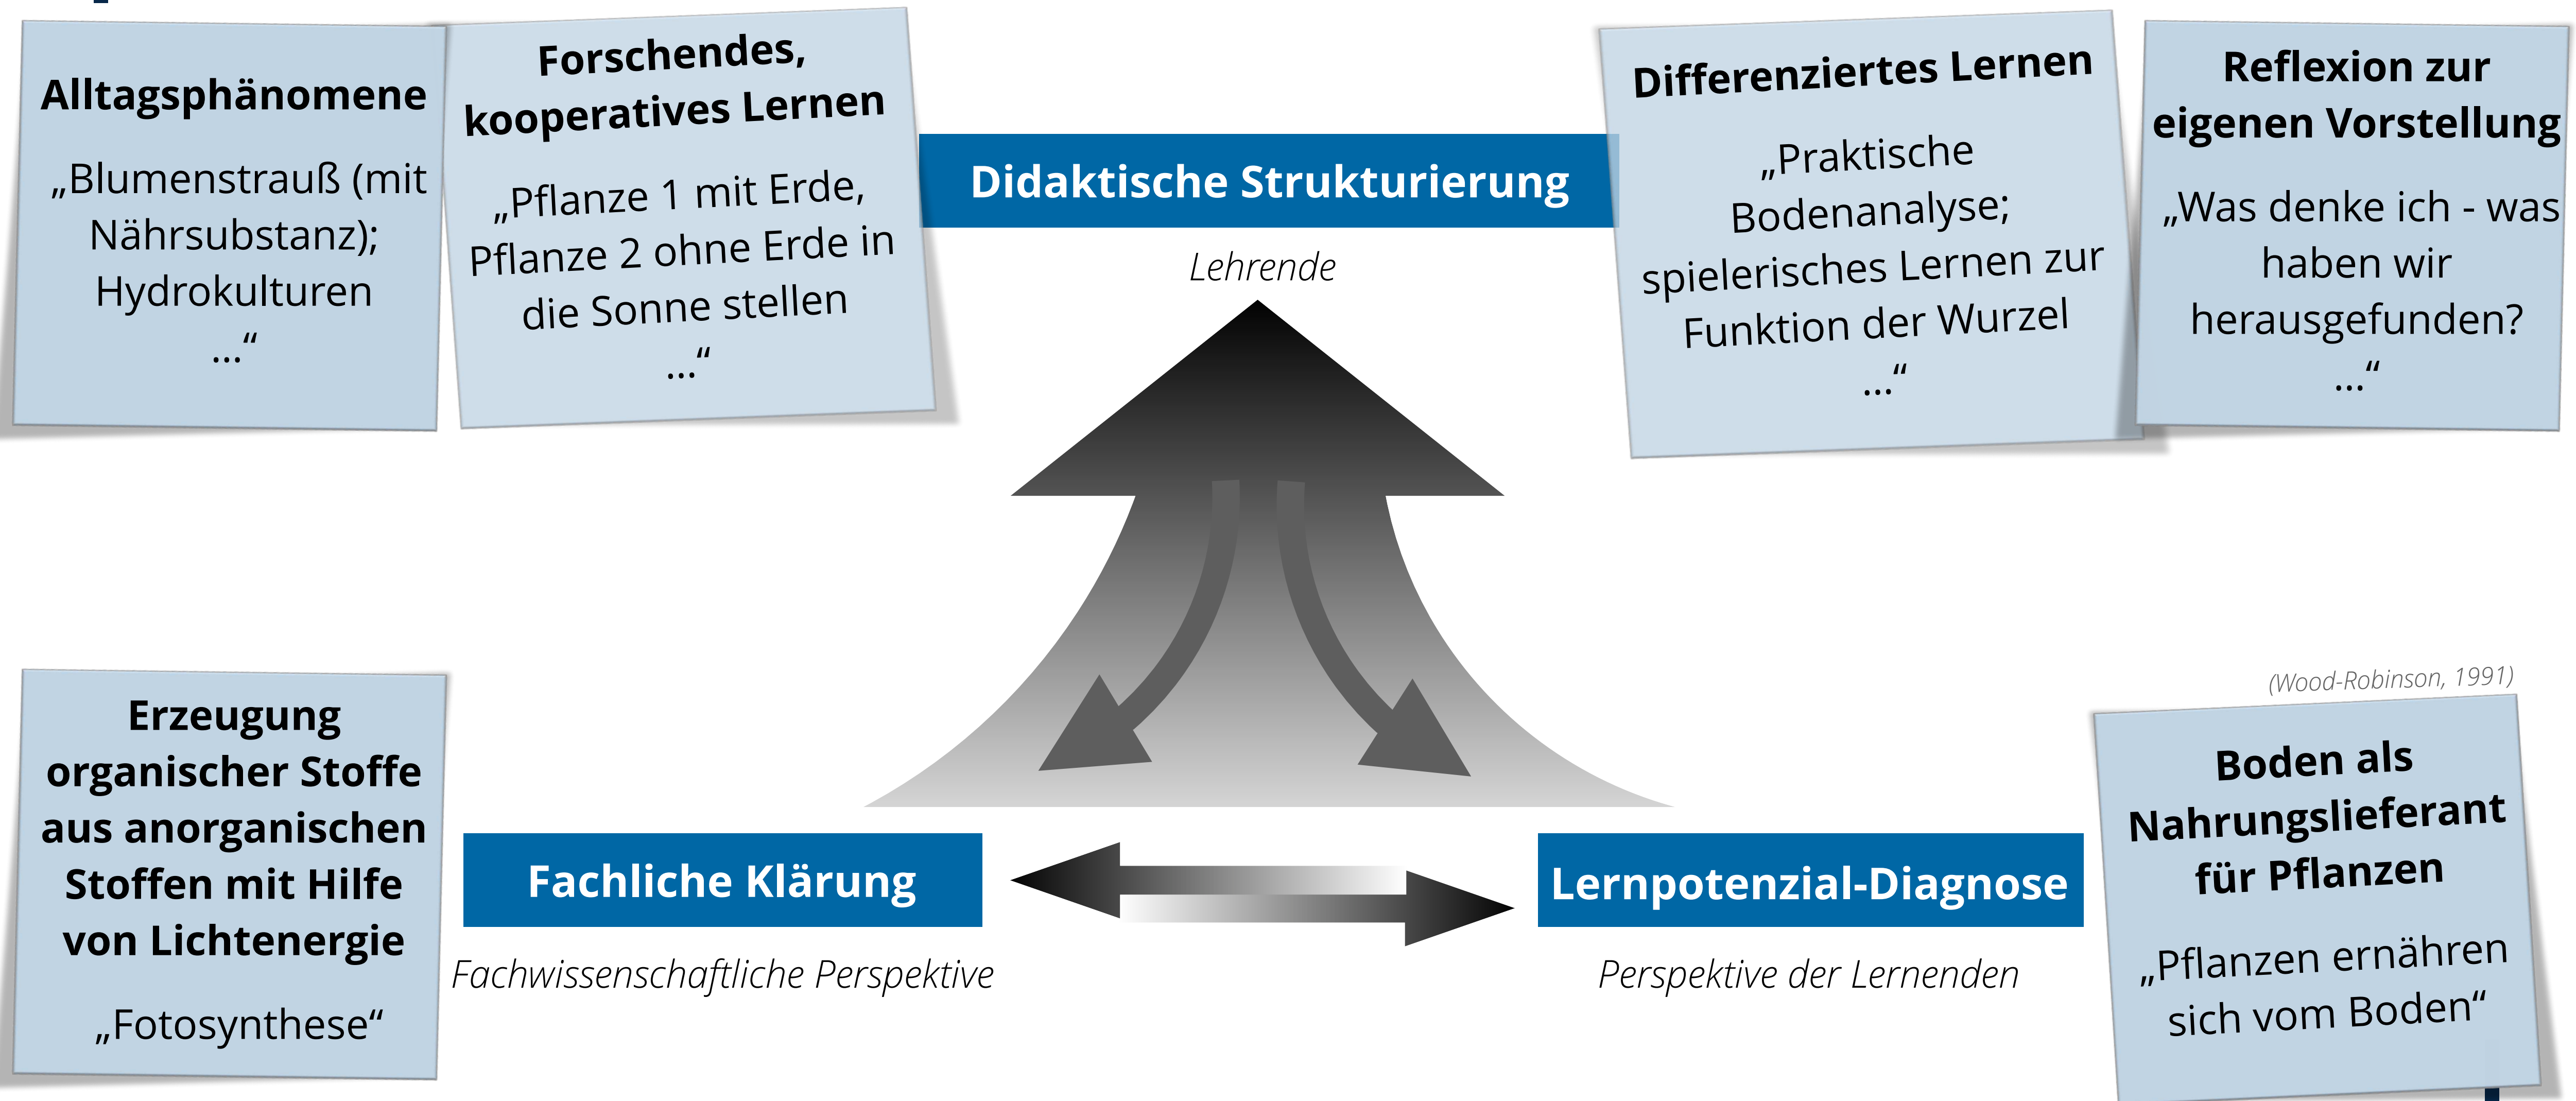 Alltagsphänomene
„Blumenstrauß (mit
Nährsubstanz);
Hydrokulturen
...“
Forschendes,
kooperatives Lernen
„Pflanze 1 mit Erde,
Pflanze 2 ohne Erde in
die Sonne stellen
...“
Didaktische Strukturierung
Lehrende
Differenziertes Lernen
„Praktische
Bodenanalyse;
spielerisches Lernen zur
Funktion der Wurzel
...“
Reflexion zur
eigenen Vorstellung
„Was denke ich - was
haben wir
herausgefunden?
...“
Erzeugung
organischer Stoffe
aus anorganischen
Stoffen mit Hilfe
von Lichtenergie
„Fotosynthese“
Fachliche Klärung
Fachwissenschaftliche Perspektive
Lernpotenzial-Diagnose
Perspektive der Lernenden
(Wood-Robinson, 1991)
Boden als
Nahrungslieferant
für Pflanzen
„Pflanzen ernähren
sich vom Boden“